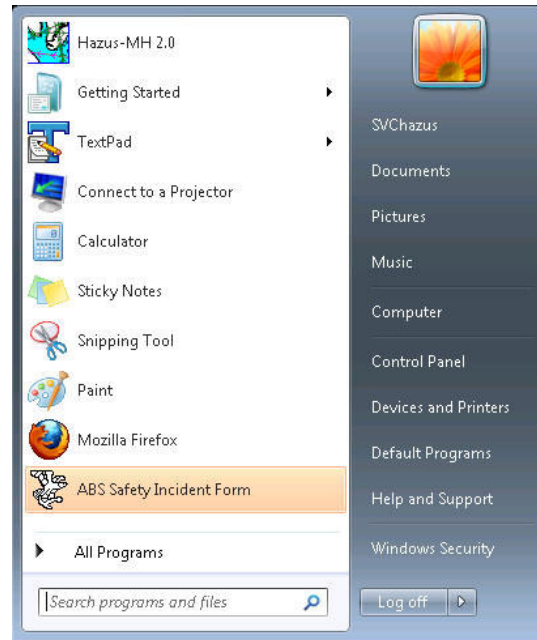 Hazus-MH 2.0
Getting Started
TextPad
Connect to a Projector
Calculator
Sticky Notes
Snipping Tool
Paint
Mozilla Firefox
ABS Safety Incident Form
All Programs
Search programs and files
SVChazus
Documents
Pictures
Music
Computer
Control Panel
Devices and Printers
Default Programs
Help and Support
Windows Security
Log off